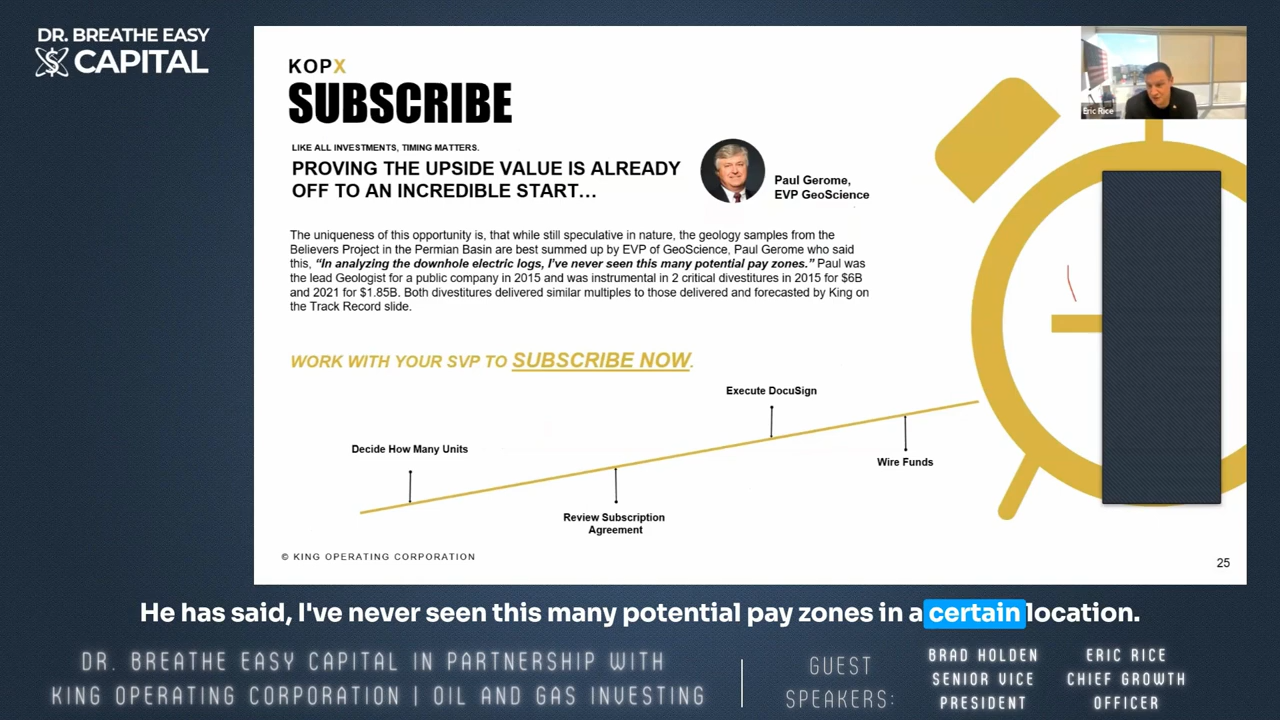 DR. BREATHE EASY
CAPITAL
KOPX
SUBSCRIBE
LIKE ALL INVESTMENTS, TIMING MATTERS.
PROVING THE UPSIDE VALUE IS ALREADY
OFF TO AN INCREDIBLE START…
Paul Gerome,
EVP GeoScience
Eric Rice
The uniqueness of this opportunity is, that while still speculative in nature, the geology samples from the
Believers Project in the Permian Basin are best summed up by EVP of GeoScience, Paul Gerome who said
this, “In analyzing the downhole electric logs, I’ve never seen this many potential pay zones.” Paul was
the lead Geologist for a public company in 2015 and was instrumental in 2 critical divestitures in 2015 for $6B
and 2021 for $1.85B. Both divestitures delivered similar multiples to those delivered and forecasted by King on
the Track Record slide.
WORK WITH YOUR SVP TO SUBSCRIBE NOW.
Decide How Many Units
Review Subscription
Agreement
Execute DocuSign
Wire Funds
© KING OPERATING CORPORATION
25
He has said, I've never seen this many potential pay zones in a certain location.
DR. BREATHE EASY CAPITAL IN PARTNERSHIP WITH
KING OPERATING CORPORATION | OIL AND GAS INVESTING
GUEST
SPEAKERS:
BRAD HOLDEN
SENIOR VICE
PRESIDENT
ERIC RICE
CHIEF GROWTH
OFFICER